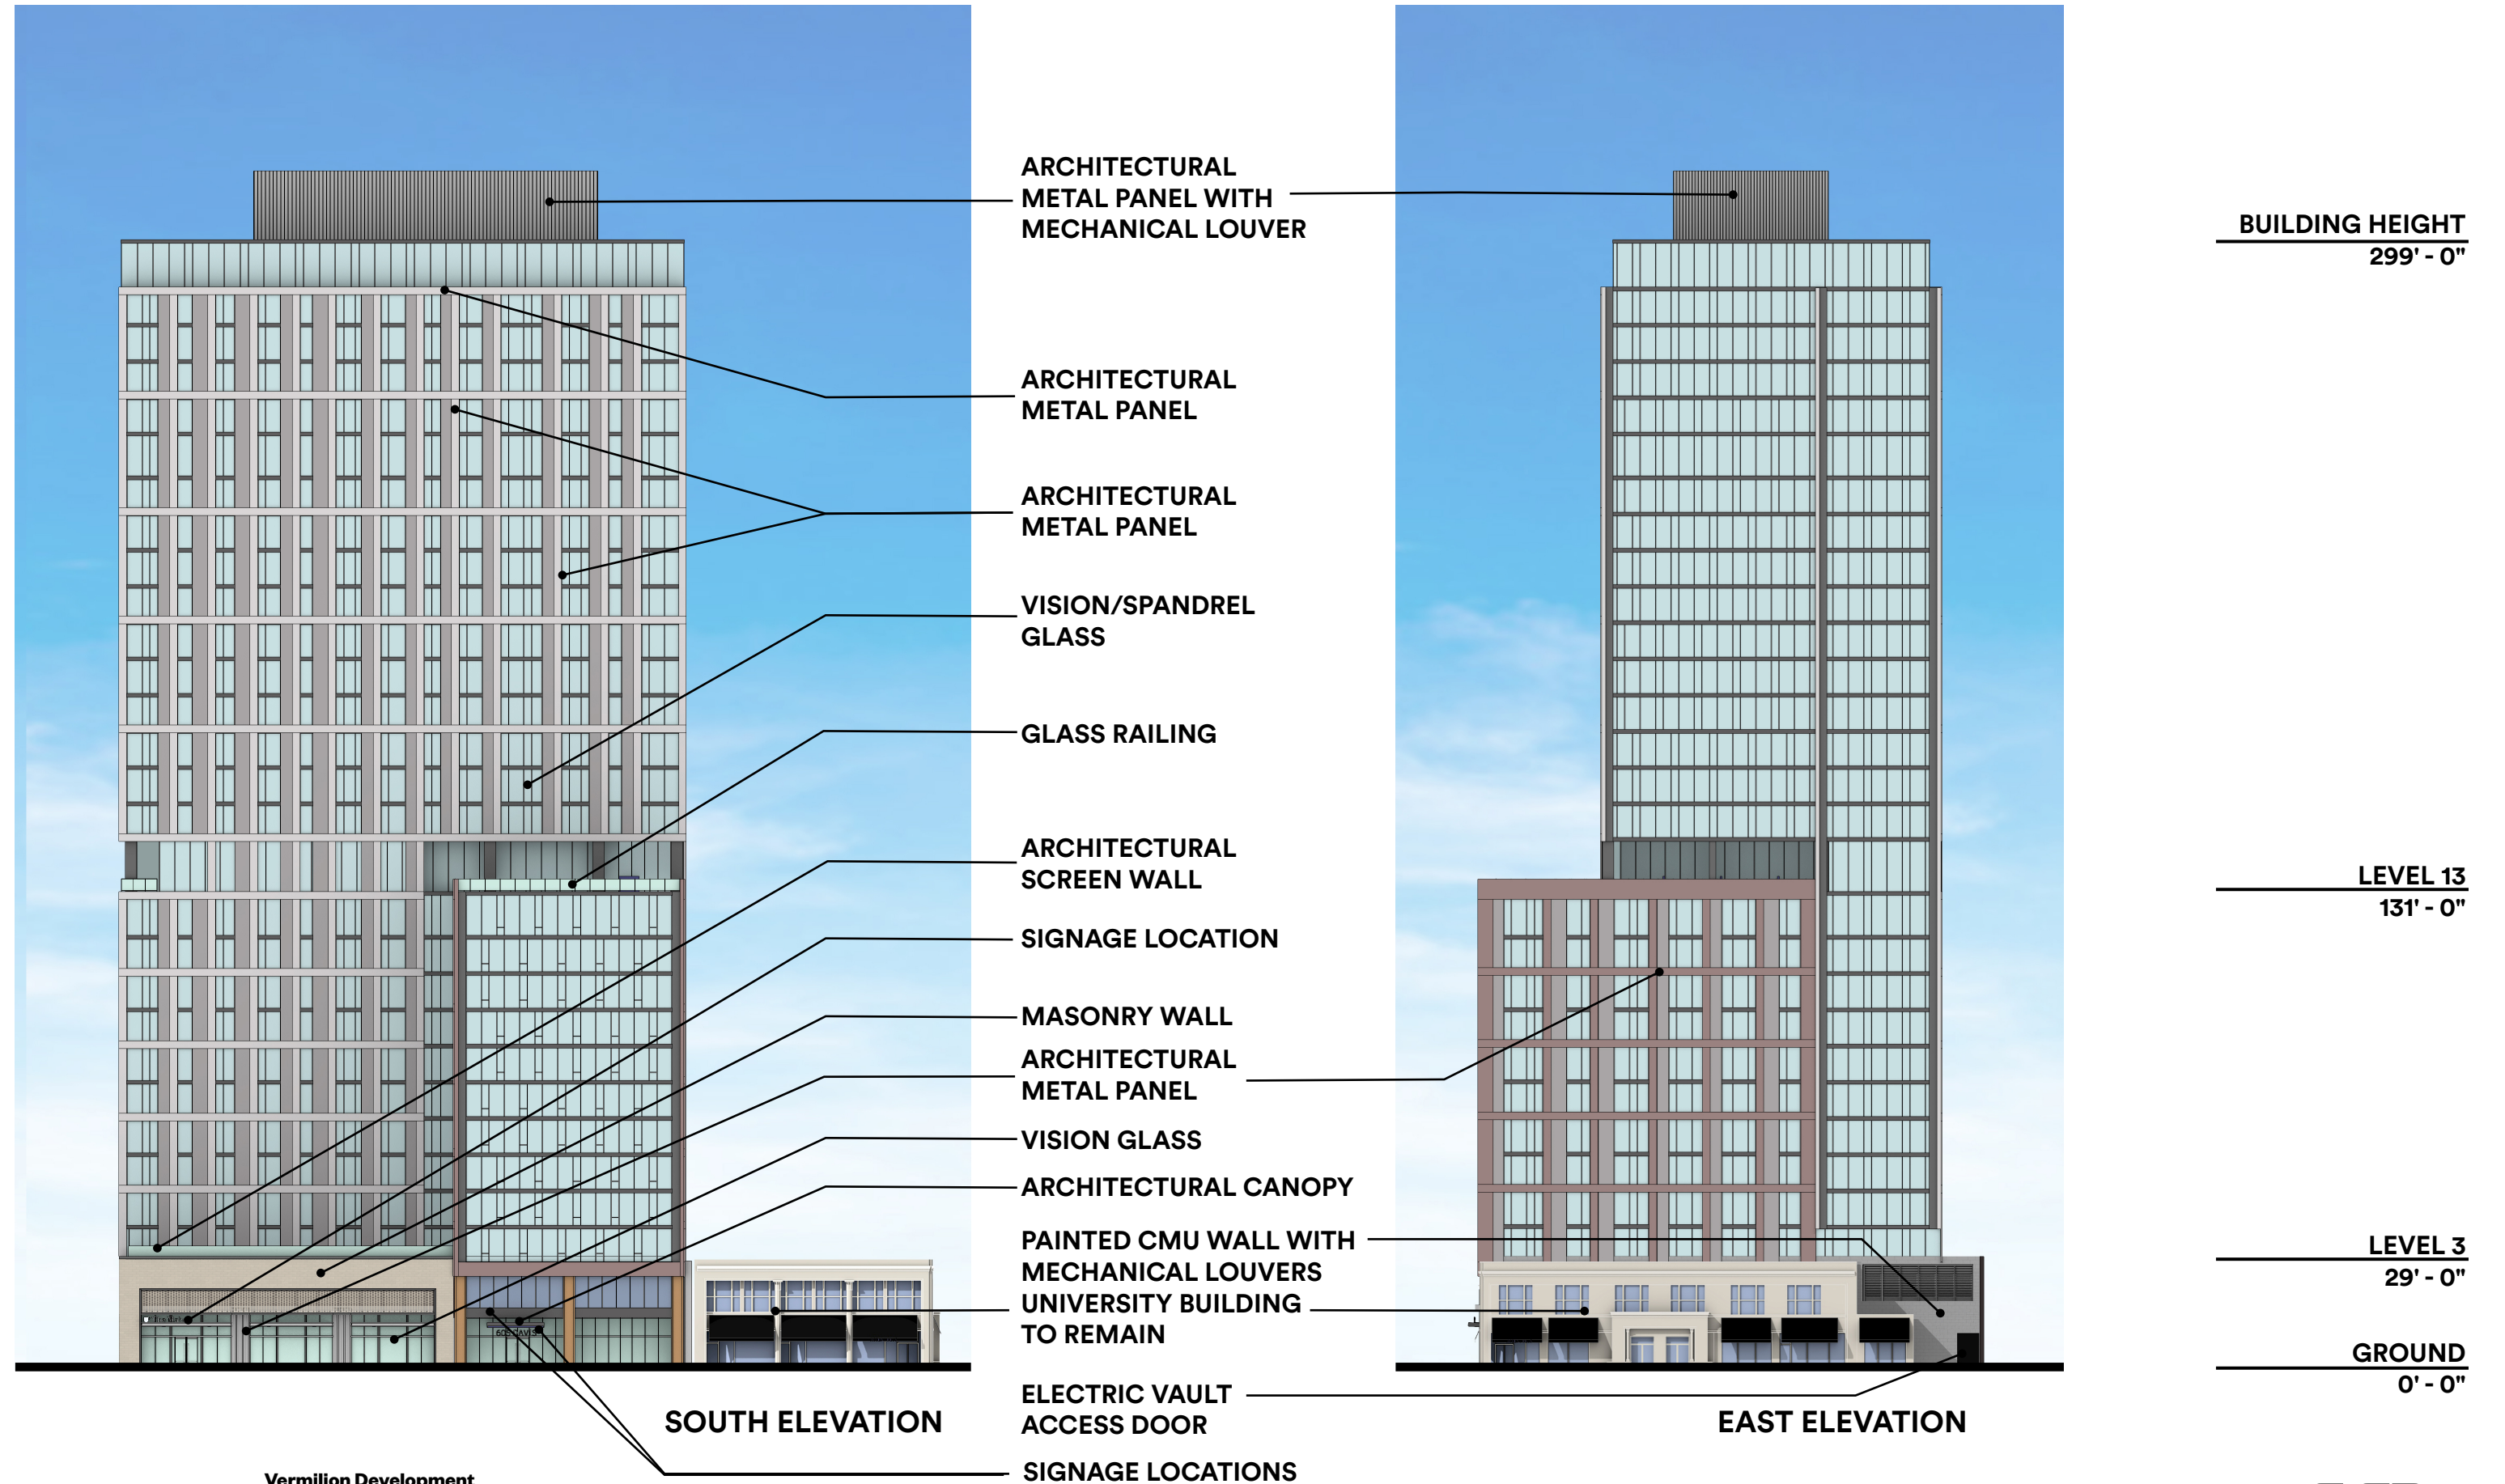 ARCHITECTURAL
METAL PANEL WITH
MECHANICAL LOUVER
ARCHITECTURAL
METAL PANEL
ARCHITECTURAL
METAL PANEL
VISION/SPANDREL
GLASS
GLASS RAILING
ARCHITECTURAL
SCREEN WALL
SIGNAGE LOCATION
MASONRY WALL
ARCHITECTURAL
METAL PANEL
VISION GLASS
ARCHITECTURAL CANOPY
PAINTED CMU WALL WITH
MECHANICAL LOUVERS
UNIVERSITY BUILDING
TO REMAIN
ELECTRIC VAULT
ACCESS DOOR
SIGNAGE LOCATIONS
BUILDING HEIGHT
299' - 0"
LEVEL 13
131' - 0"
LEVEL 3
29' - 0"
GROUND
0' - 0"
SOUTH ELEVATION
EAST ELEVATION
Vermilion Development